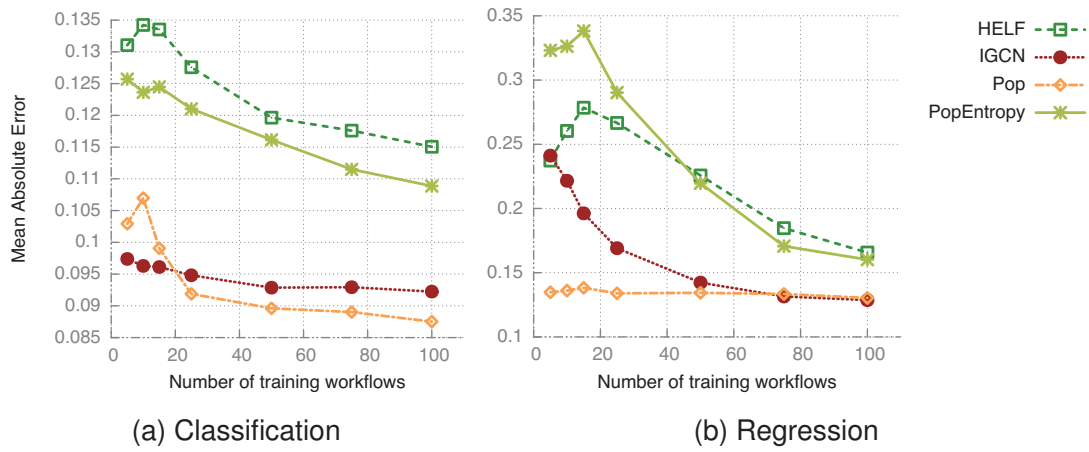 Mean Absolute Error
0.135
0.13
0.125
0.12
0.115
0.11
0.105
0.1
0.095
0.09
0.085
0 20 40 60 80 100
Number of training workflows
(a) Classification
0.35
0.3
0.25
0.2
0.15
0.1
0 20 40 60 80 100
Number of training workflows
(b) Regression
HELF
IGCN
Pop
PopEntropy